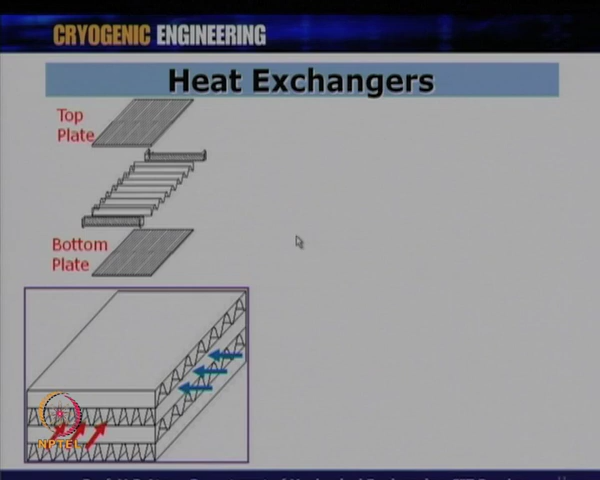 CRYOGENIC ENGINEERING
Heat Exchangers
Top
Plate
Bottom
Plate
NPTEL